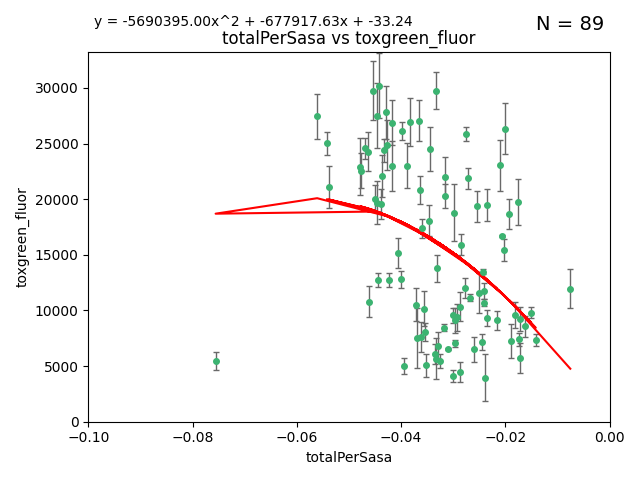 y = -5690395.00x^2 + -677917.63x + -33.24
N = 89
totalPerSasa vs toxgreen_fluor
30000
25000
20000
15000
10000
5000
0
toxgreen_fluor
−0.10 −0.08 −0.06 −0.04 −0.02 0.00
totalPerSasa